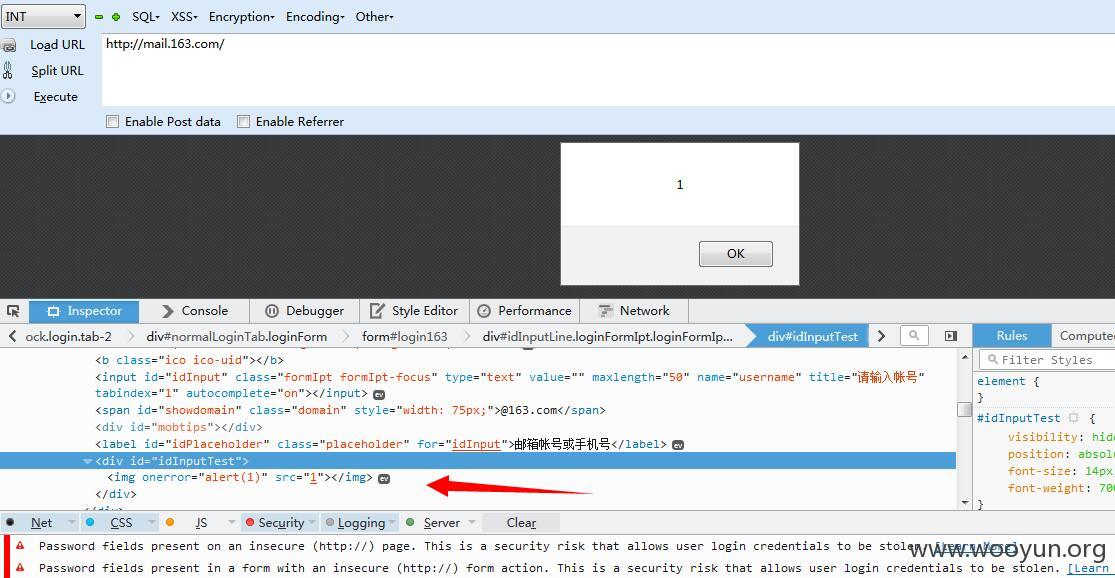 INT SQL- XSS- Encryption- Encoding- Other-
Load URL http://mail.163.com/
Split URL
Execute
Enable Post data Enable Referrer
1
OK
Inspector Console Debugger Style Editor Performance Network
ock.login.tab-2 div#normalLoginTab.loginForm form#login163 div#idInputLine.loginFormIpt.loginFormIp... div#idInputTest Rules Compute
<b class="ico ico-uid"></b>
<input id="idInput" class="formIpt formIpt-focus" type="text" value="" maxlength="50" name="username" title="请输入帐号"
tabindex="1" autocomplete="on"></input> ev
<span id="showdomain" class="domain" style="width: 75px;">@163.com</span>
<div id="mobtips"></div>
<label id="idPlaceholder" class="placeholder" for="idInput">邮箱帐号或手机号</label> ev
<div id="idInputTest">
<img onerror="alert(1)" src="1"></img> ev
</div>
Filter Styles
element {
}
#idInputTest {
visibility: hidd
position: absol
font-size: 14px
font-weight: 700
}
Net CSS JS Security Logging Server Clear
Password fields present on an insecure (http://) page. This is a security risk that allows user login credentials to be stolen. [Learn More]
Password fields present in a form with an insecure (http://) form action. This is a security risk that allows user login credentials to be stolen. [Learn
www.wooyun.org